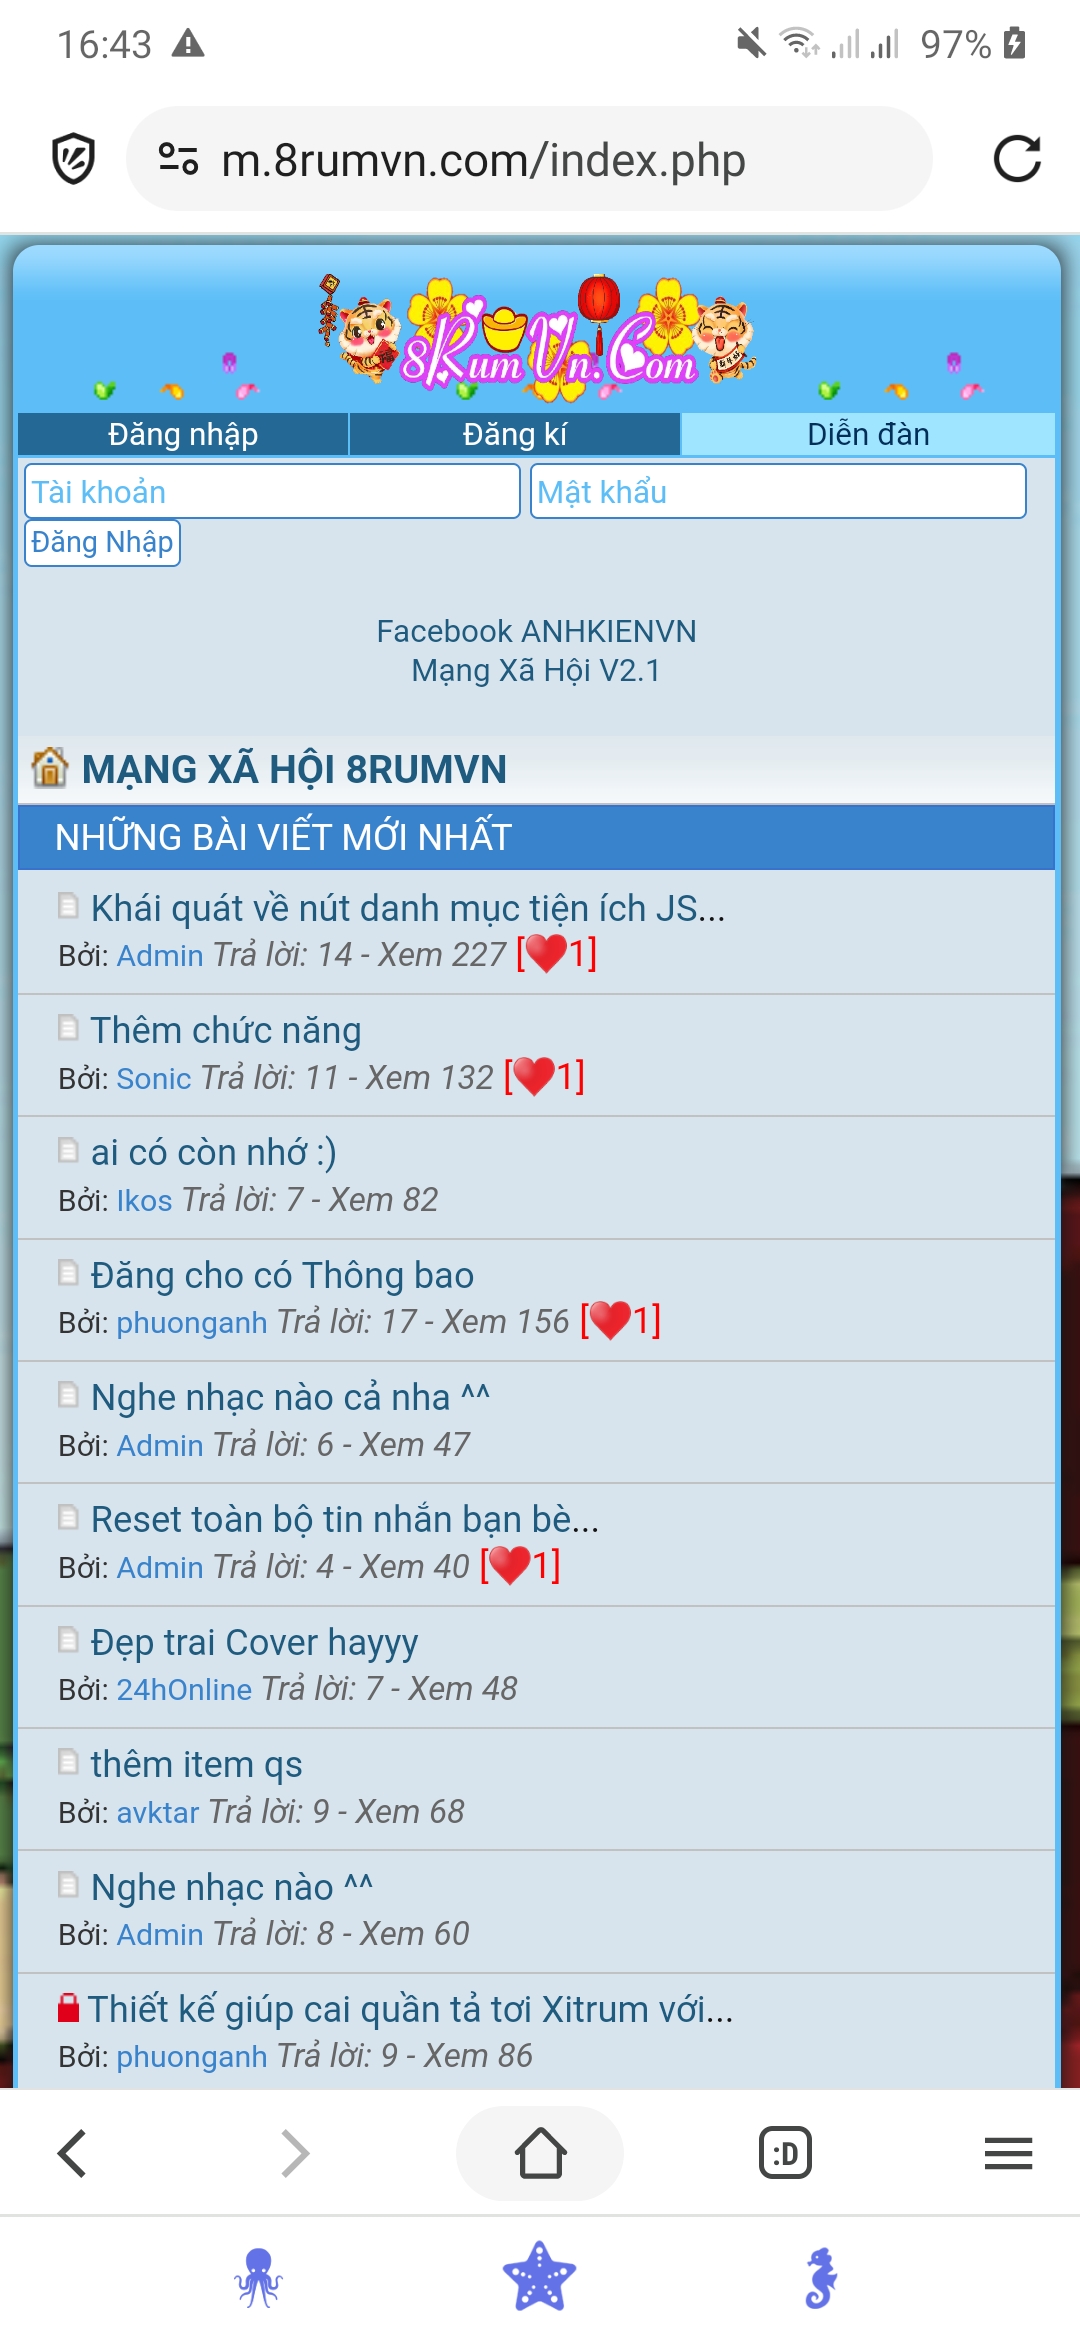 16:43 97%
m.8rumvn.com/index.php
8RumVn.Com
Đăng nhập Đăng kí Diễn đàn
Tài khoản Mật khẩu
Đăng Nhập
Facebook ANHKIENVN
Mạng Xã Hội V2.1
MẠNG XÃ HỘI 8RUMVN
NHỮNG BÀI VIẾT MỚI NHẤT
Khái quát về nút danh mục tiện ích JS...
Bởi: Admin Trả lời: 14 - Xem 227 [❤1]
Thêm chức năng
Bởi: Sonic Trả lời: 11 - Xem 132 [❤1]
ai có còn nhớ :)
Bởi: Ikos Trả lời: 7 - Xem 82
Đăng cho có Thông bao
Bởi: phuonganh Trả lời: 17 - Xem 156 [❤1]
Nghe nhạc nào cả nha ^^
Bởi: Admin Trả lời: 6 - Xem 47
Reset toàn bộ tin nhắn bạn bè...
Bởi: Admin Trả lời: 4 - Xem 40 [❤1]
Đẹp trai Cover hayyy
Bởi: 24hOnline Trả lời: 7 - Xem 48
thêm item qs
Bởi: avktar Trả lời: 9 - Xem 68
Nghe nhạc nào ^^
Bởi: Admin Trả lời: 8 - Xem 60
Thiết kế giúp cai quần tả tơi Xitrum với...
Bởi: phuonganh Trả lời: 9 - Xem 86
:D